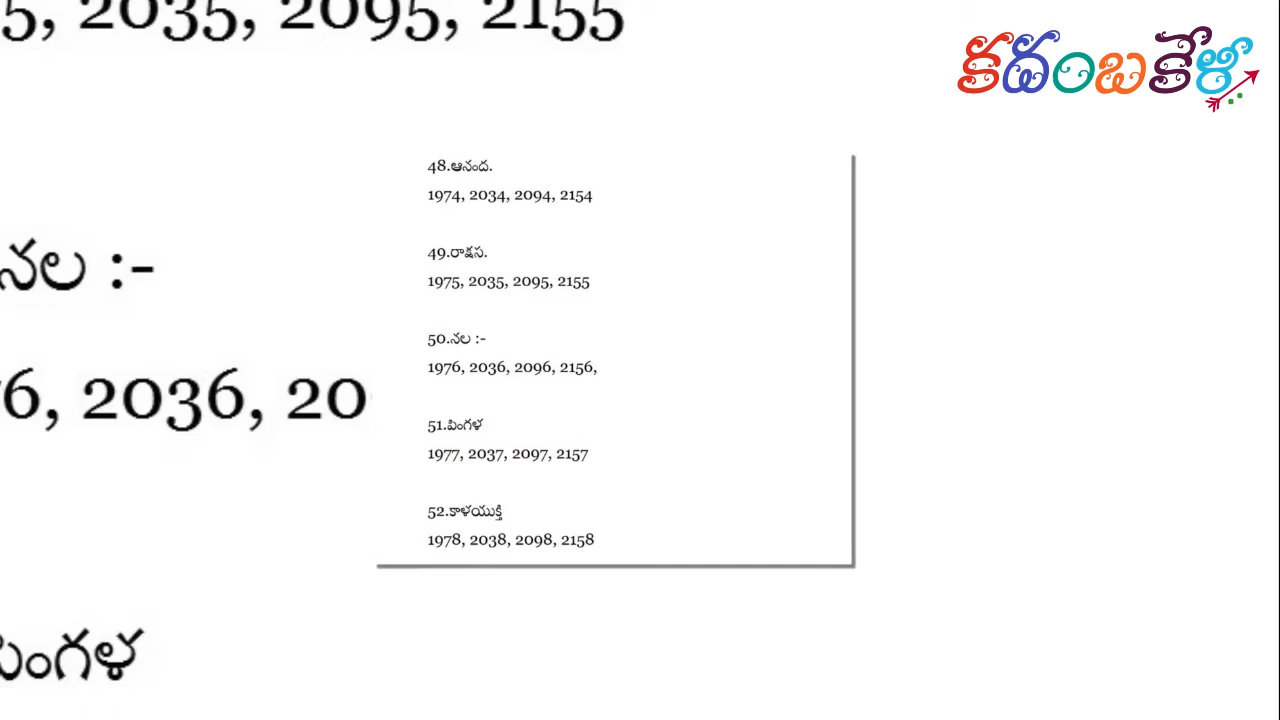 5, 2035, 2095, 2155
కదంబకేళి
48.ఆనంద.
1974, 2034, 2094, 2154
49.రాక్షస.
1975, 2035, 2095, 2155
నల :-
50.నల :-
1976, 2036, 2096, 2156,
6, 2036, 20
51.పింగళ
1977, 2037, 2097, 2157
52.కాళయుక్తి
1978, 2038, 2098, 2158
పింగళ